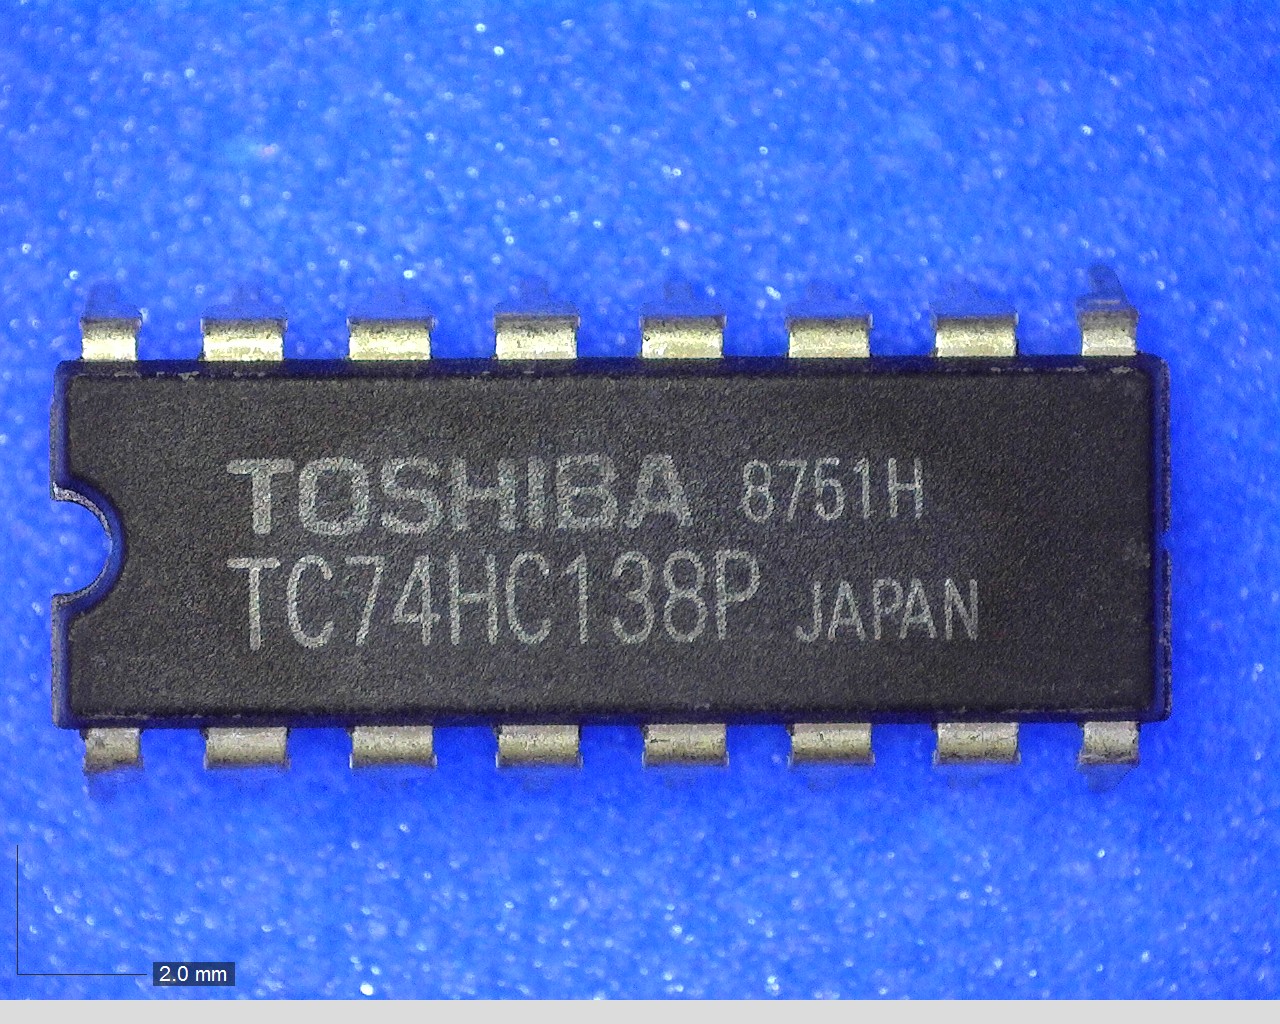 TOSHIBA 8751H
TC74HC138P JAPAN
2.0 mm